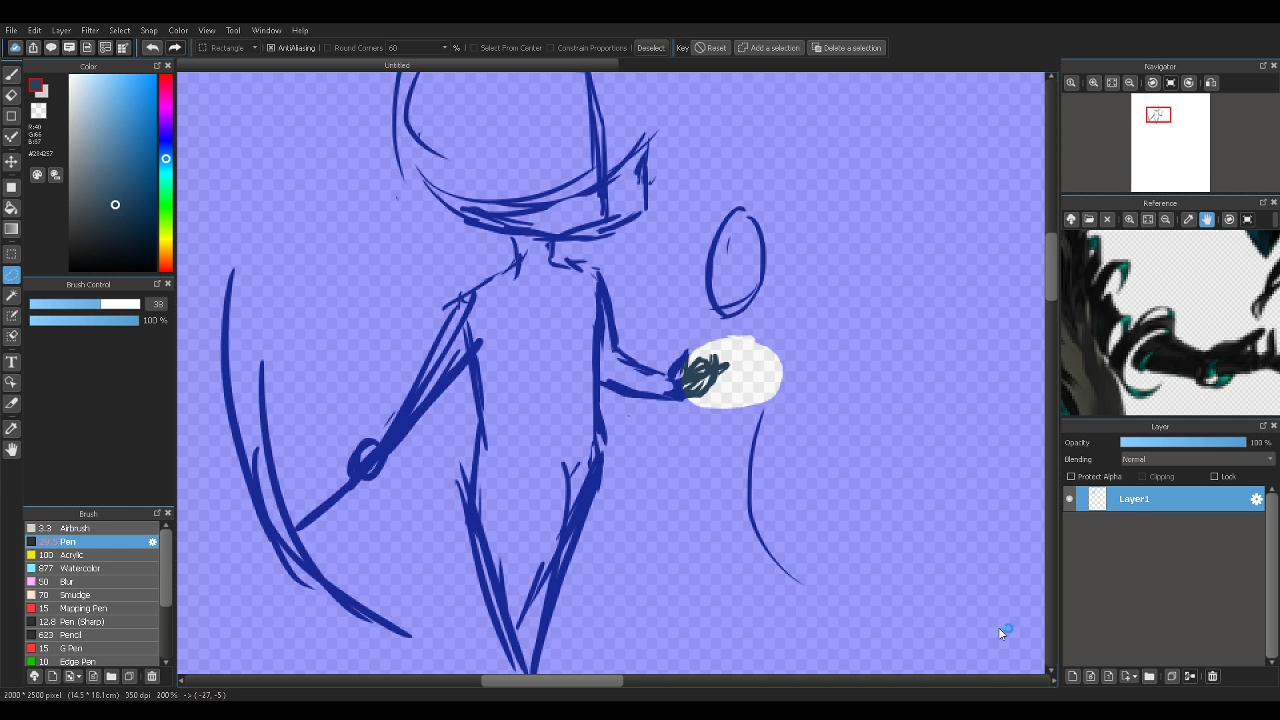 File Edit Layer Filter Select Snap Color View Tool Window Help
Rectangle AntiAliasing Round Corners 60 % Select From Center Constrain Proportions Deselect Key Reset Add a selection Delete a selection
Color
Untitled
Navigator
R:40
G:66
B:87
#284257
Reference
Brush Control
38
100 %
Layer
Opacity 100 %
Blending Normal
Protect Alpha Clipping Lock
Layer1
Brush
3.3 Airbrush
Pen
100 Acrylic
877 Watercolor
50 Blur
70 Smudge
15 Mapping Pen
12.8 Pen (Sharp)
623 Pencil
15 G Pen
10 Edge Pen
2000 * 2500 pixel (14.5 * 18.1cm) 350 dpi 200 % -> ( -27, -5 )